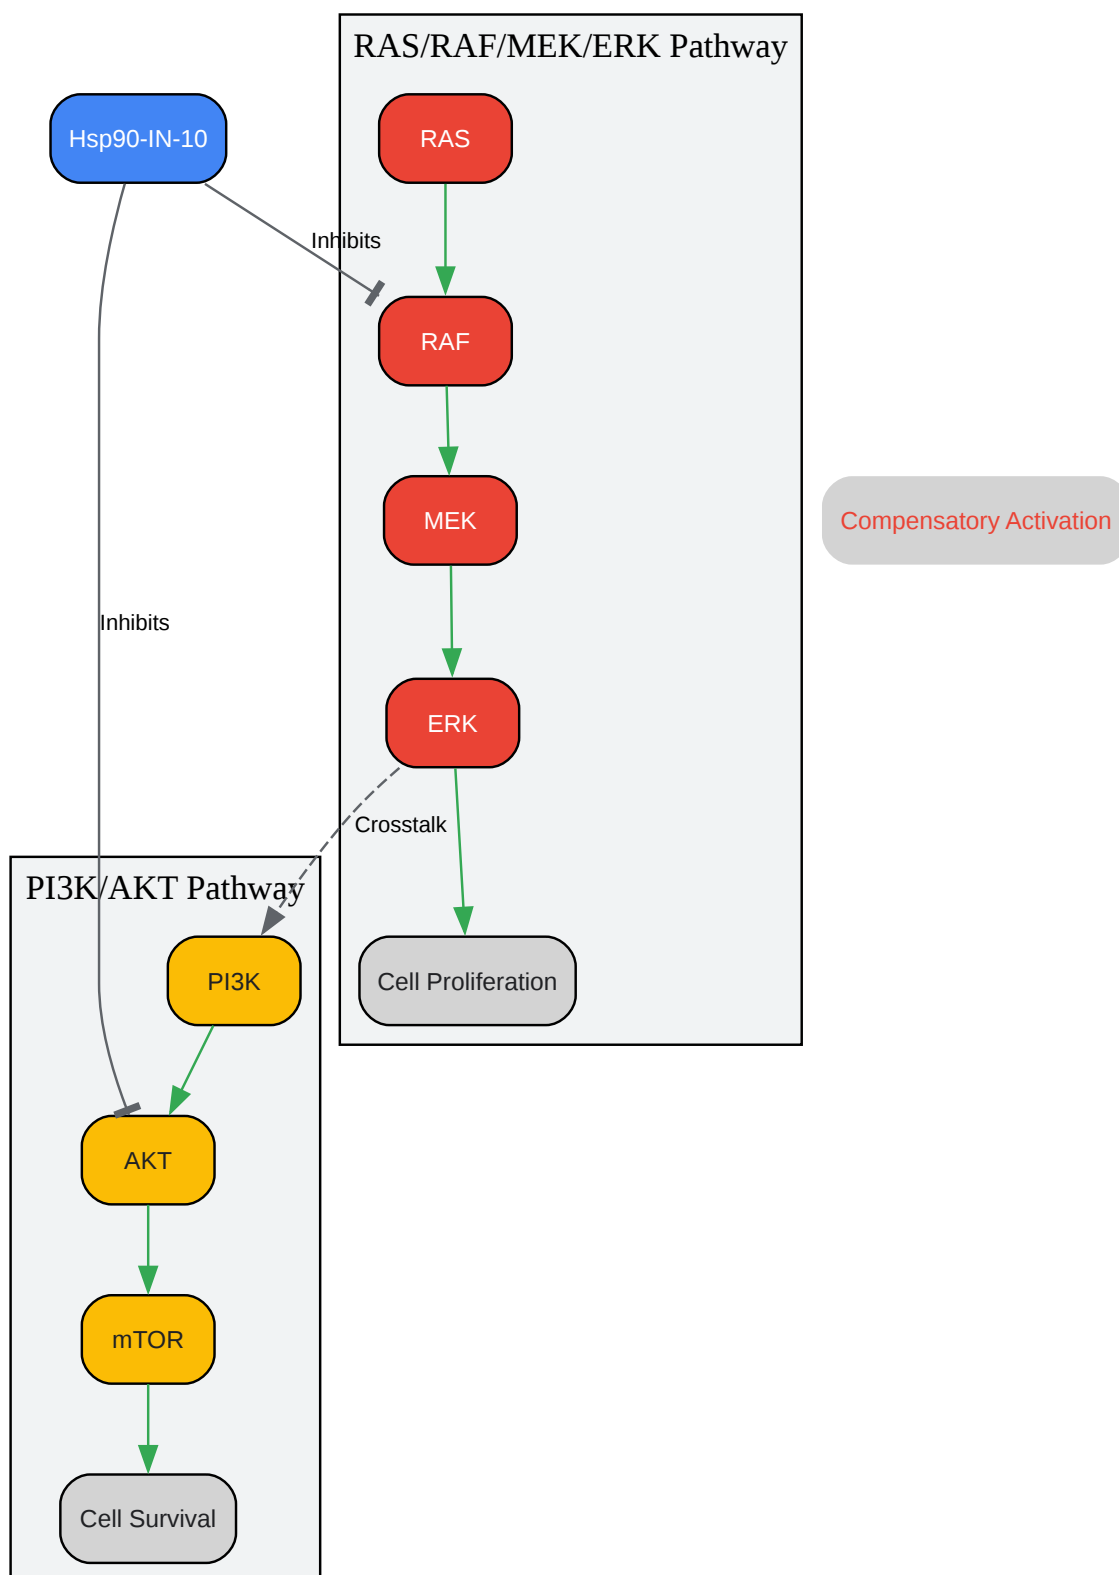 RAS/RAF/MEK/ERK Pathway
Hsp90-IN-10
RAS
Inhibits
RAF
MEK
Compensatory Activation
Inhibits
ERK
Crosstalk
PI3K/AKT Pathway
PI3K
Cell Proliferation
AKT
mTOR
Cell Survival